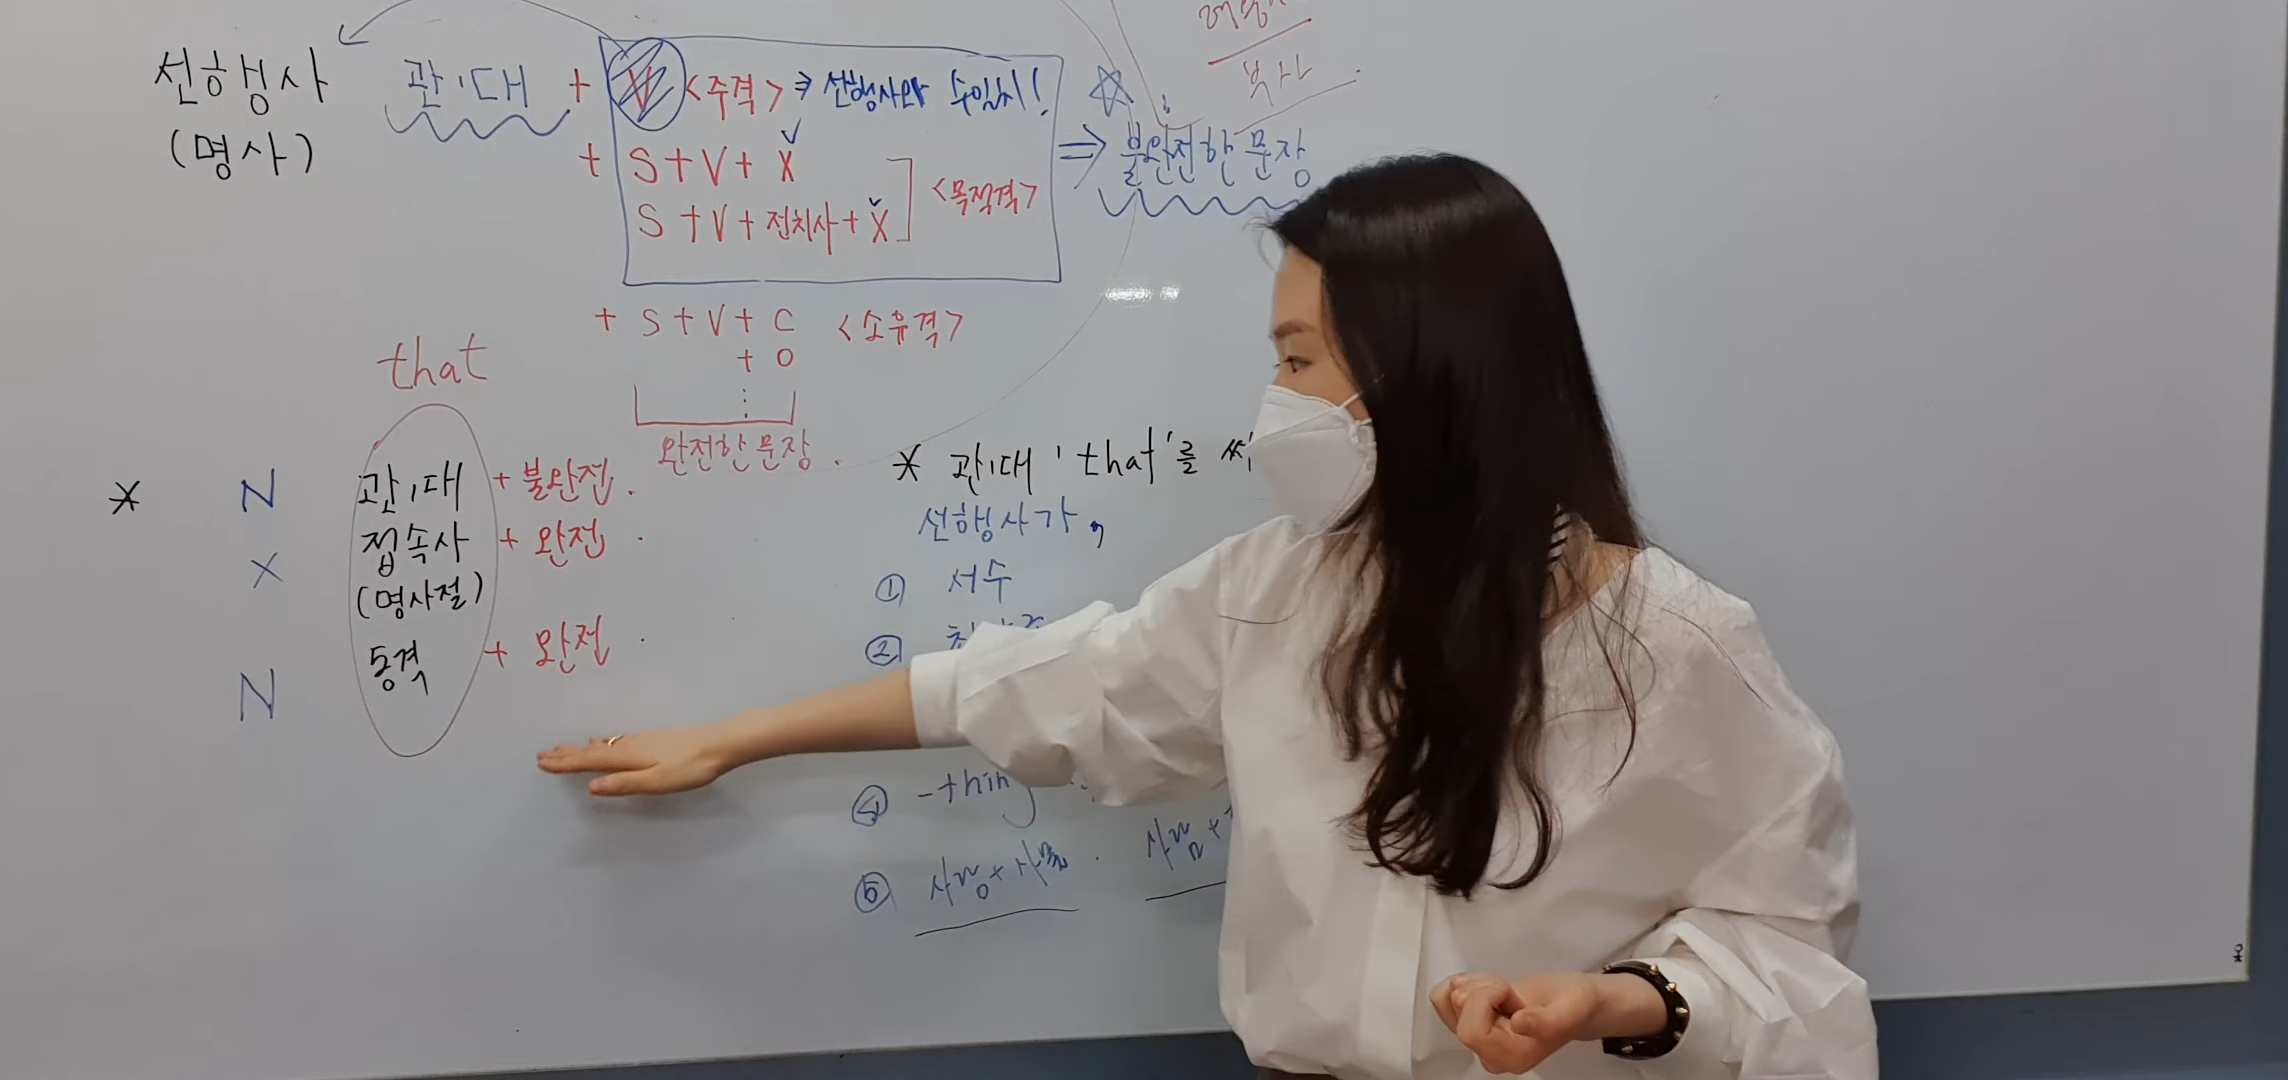 선행사 관·대 + V <주격> ⇒ 선행사와 수일치!
(명사)
+ S + V + X
S + V + 전치사 + X
<목적격>
⇒ 불완전한 문장
부사
+ S + V + C <소유격>
+ O
완전한 문장.
that
* N 관·대 + 불완전.
X 접속사 + 완전.
(명사절)
N 동격 + 완전.
* 관·대 'that'를
선행사가,
① 서수
②
④ -thing
⑤ 사람+사물.